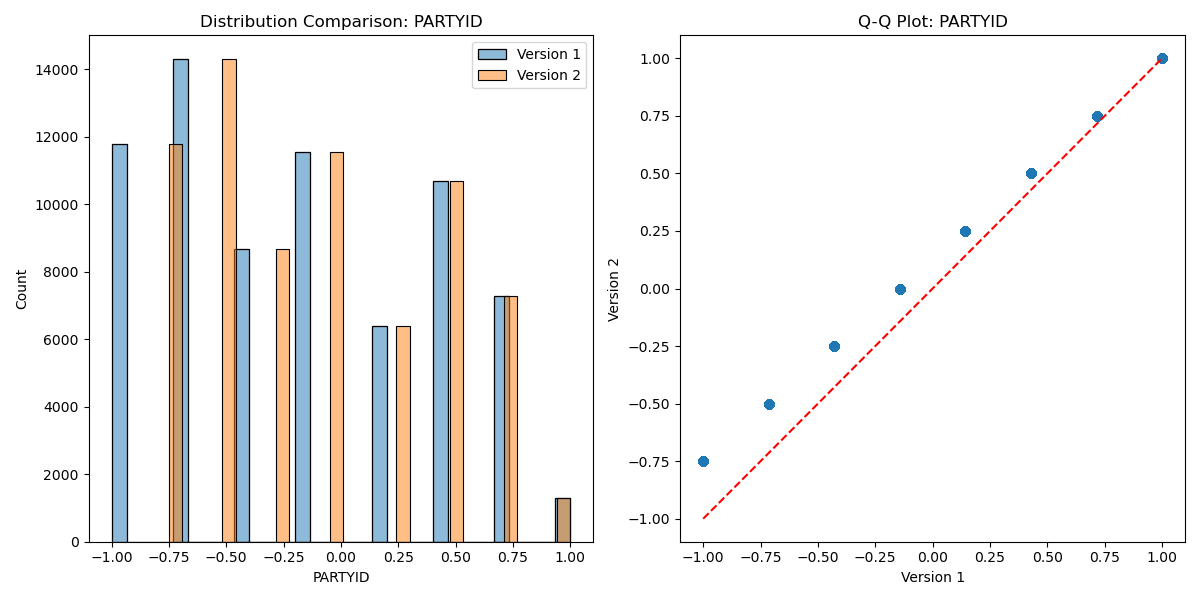 Distribution Comparison: PARTYID
Version 1
Version 2
14000
12000
10000
8000
6000
4000
2000
0
Count
−1.00 −0.75 −0.50 −0.25 0.00 0.25 0.50 0.75 1.00
PARTYID
Q-Q Plot: PARTYID
1.00
0.75
0.50
0.25
0.00
−0.25
−0.50
−0.75
−1.00
Version 2
−1.00 −0.75 −0.50 −0.25 0.00 0.25 0.50 0.75 1.00
Version 1